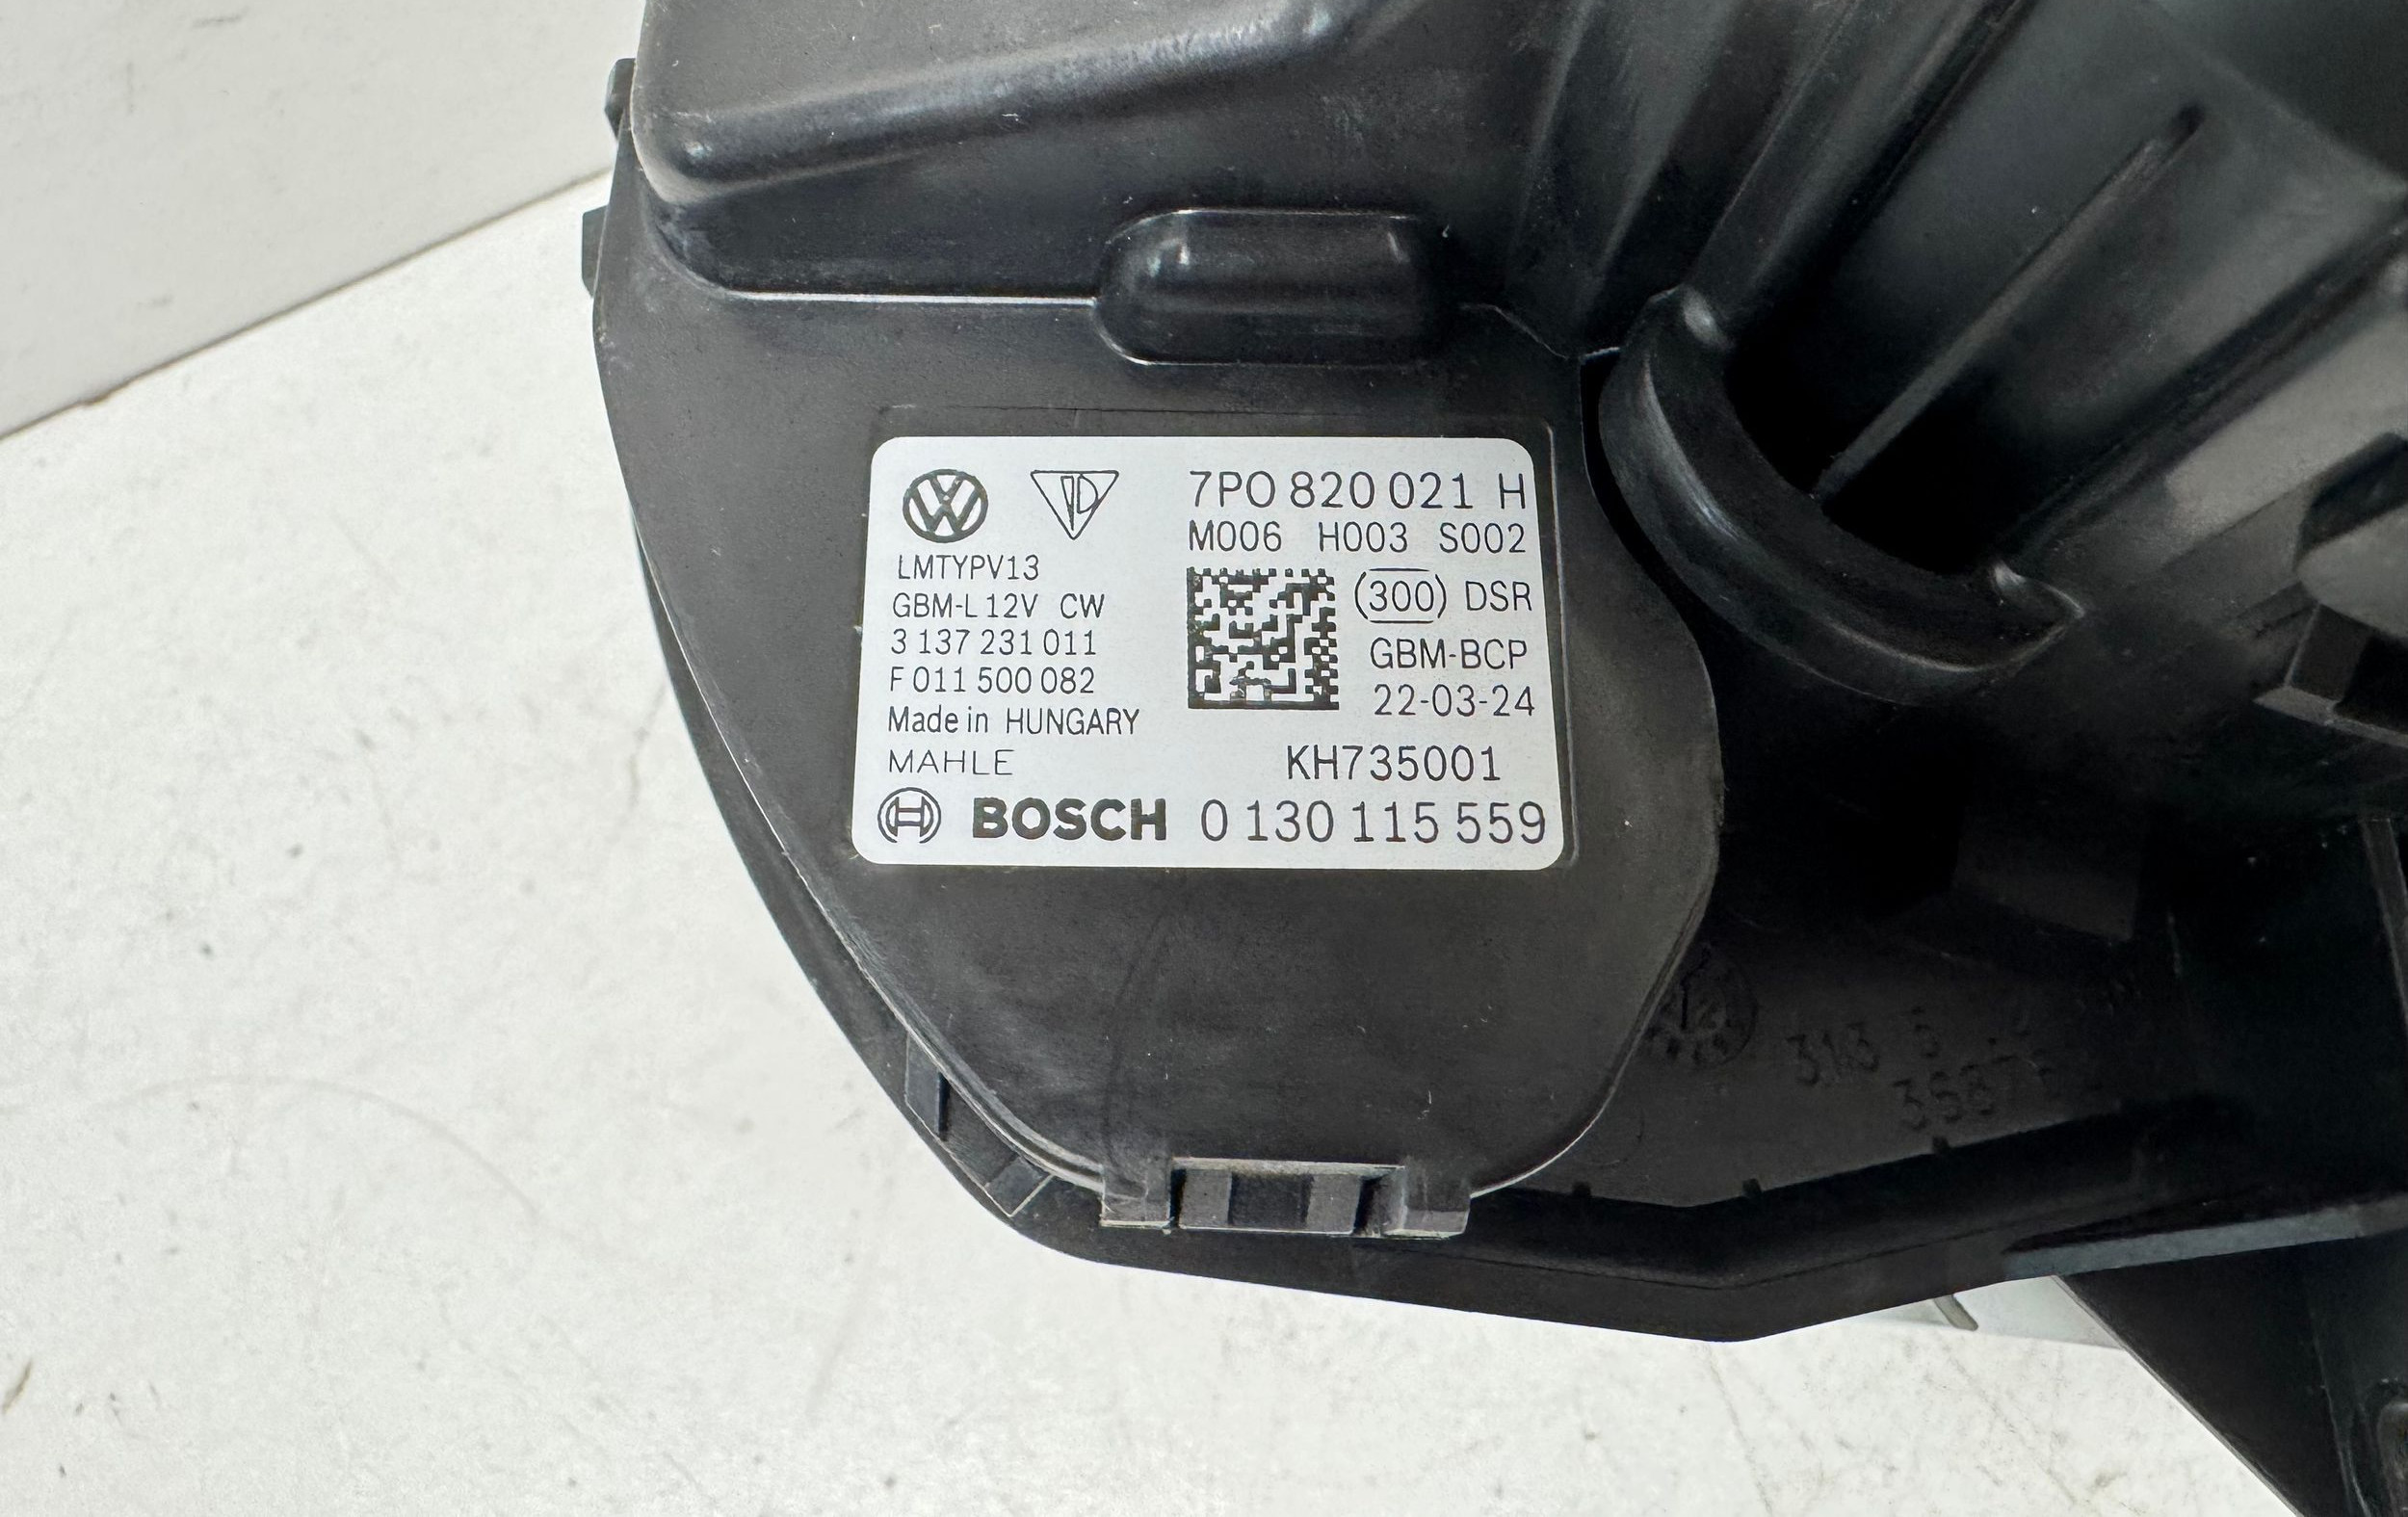 7P0 820 021 H
M006 H003 S002
LMTYPV13
GBM-L 12V CW
3 137 231 011
F 011 500 082
Made in HUNGARY
MAHLE
(300) DSR
GBM-BCP
22-03-24
KH735001
BOSCH 0 130 115 559